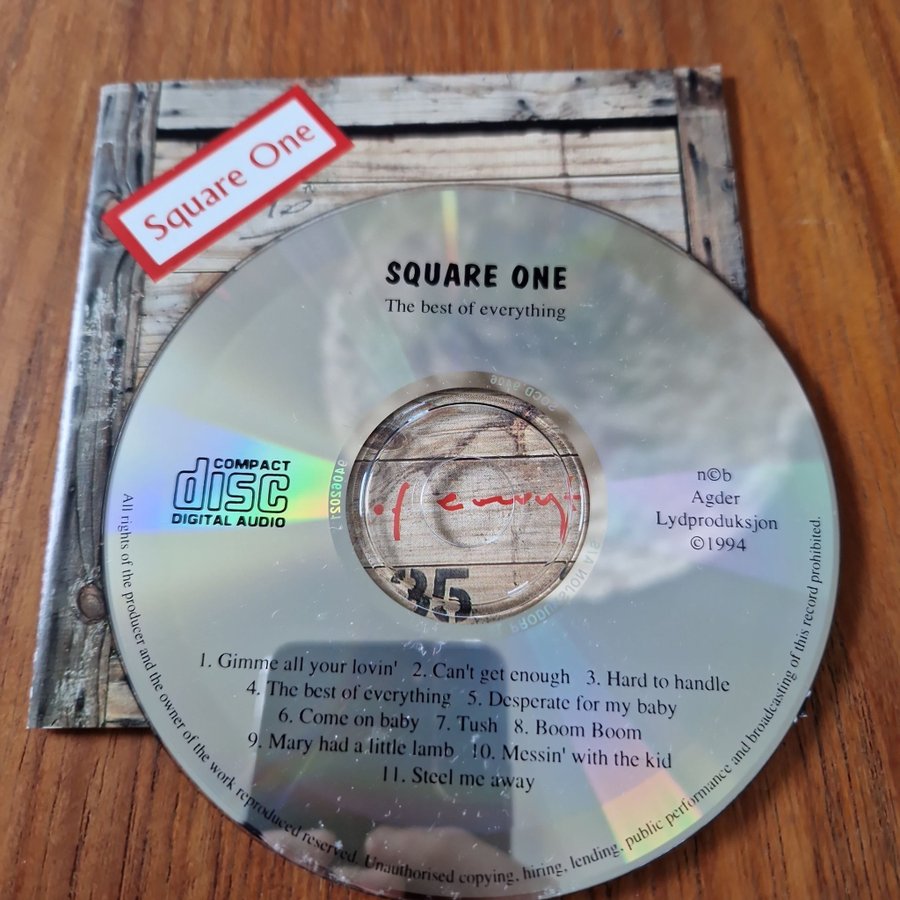 Square One
SQUARE ONE
The best of everything
COMPACT
disc
DIGITAL AUDIO
n©b
Agder
Lydproduksjon
©1994
35
1. Gimme all your lovin' 2. Can't get enough 3. Hard to handle
4. The best of everything 5. Desperate for my baby
6. Come on baby 7. Tush 8. Boom Boom
9. Mary had a little lamb 10. Messin' with the kid
11. Steel me away
All rights of the producer and the owner of the work reproduced reserved. Unauthorised copying, hiring, lending, public performance and broadcasting of this record prohibited.